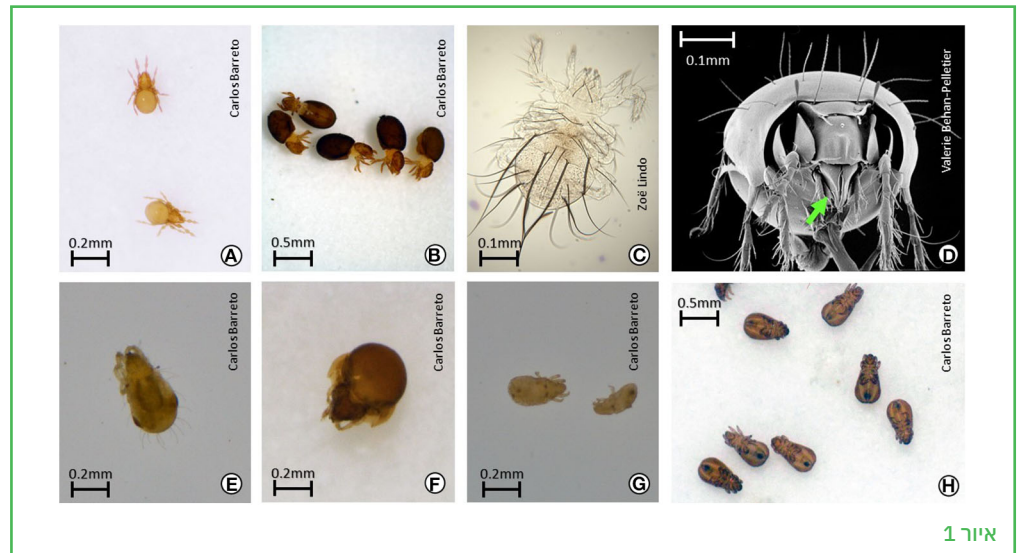 Carlos Barreto
0.2mm
A
Carlos Barreto
0.5mm
B
Zoë Lindo
0.1mm
C
0.1mm
Valerie Behan-Pelletier
D
Carlos Barreto
0.2mm
E
Carlos Barreto
0.2mm
F
Carlos Barreto
0.2mm
G
0.5mm
Carlos Barreto
H
איור 1